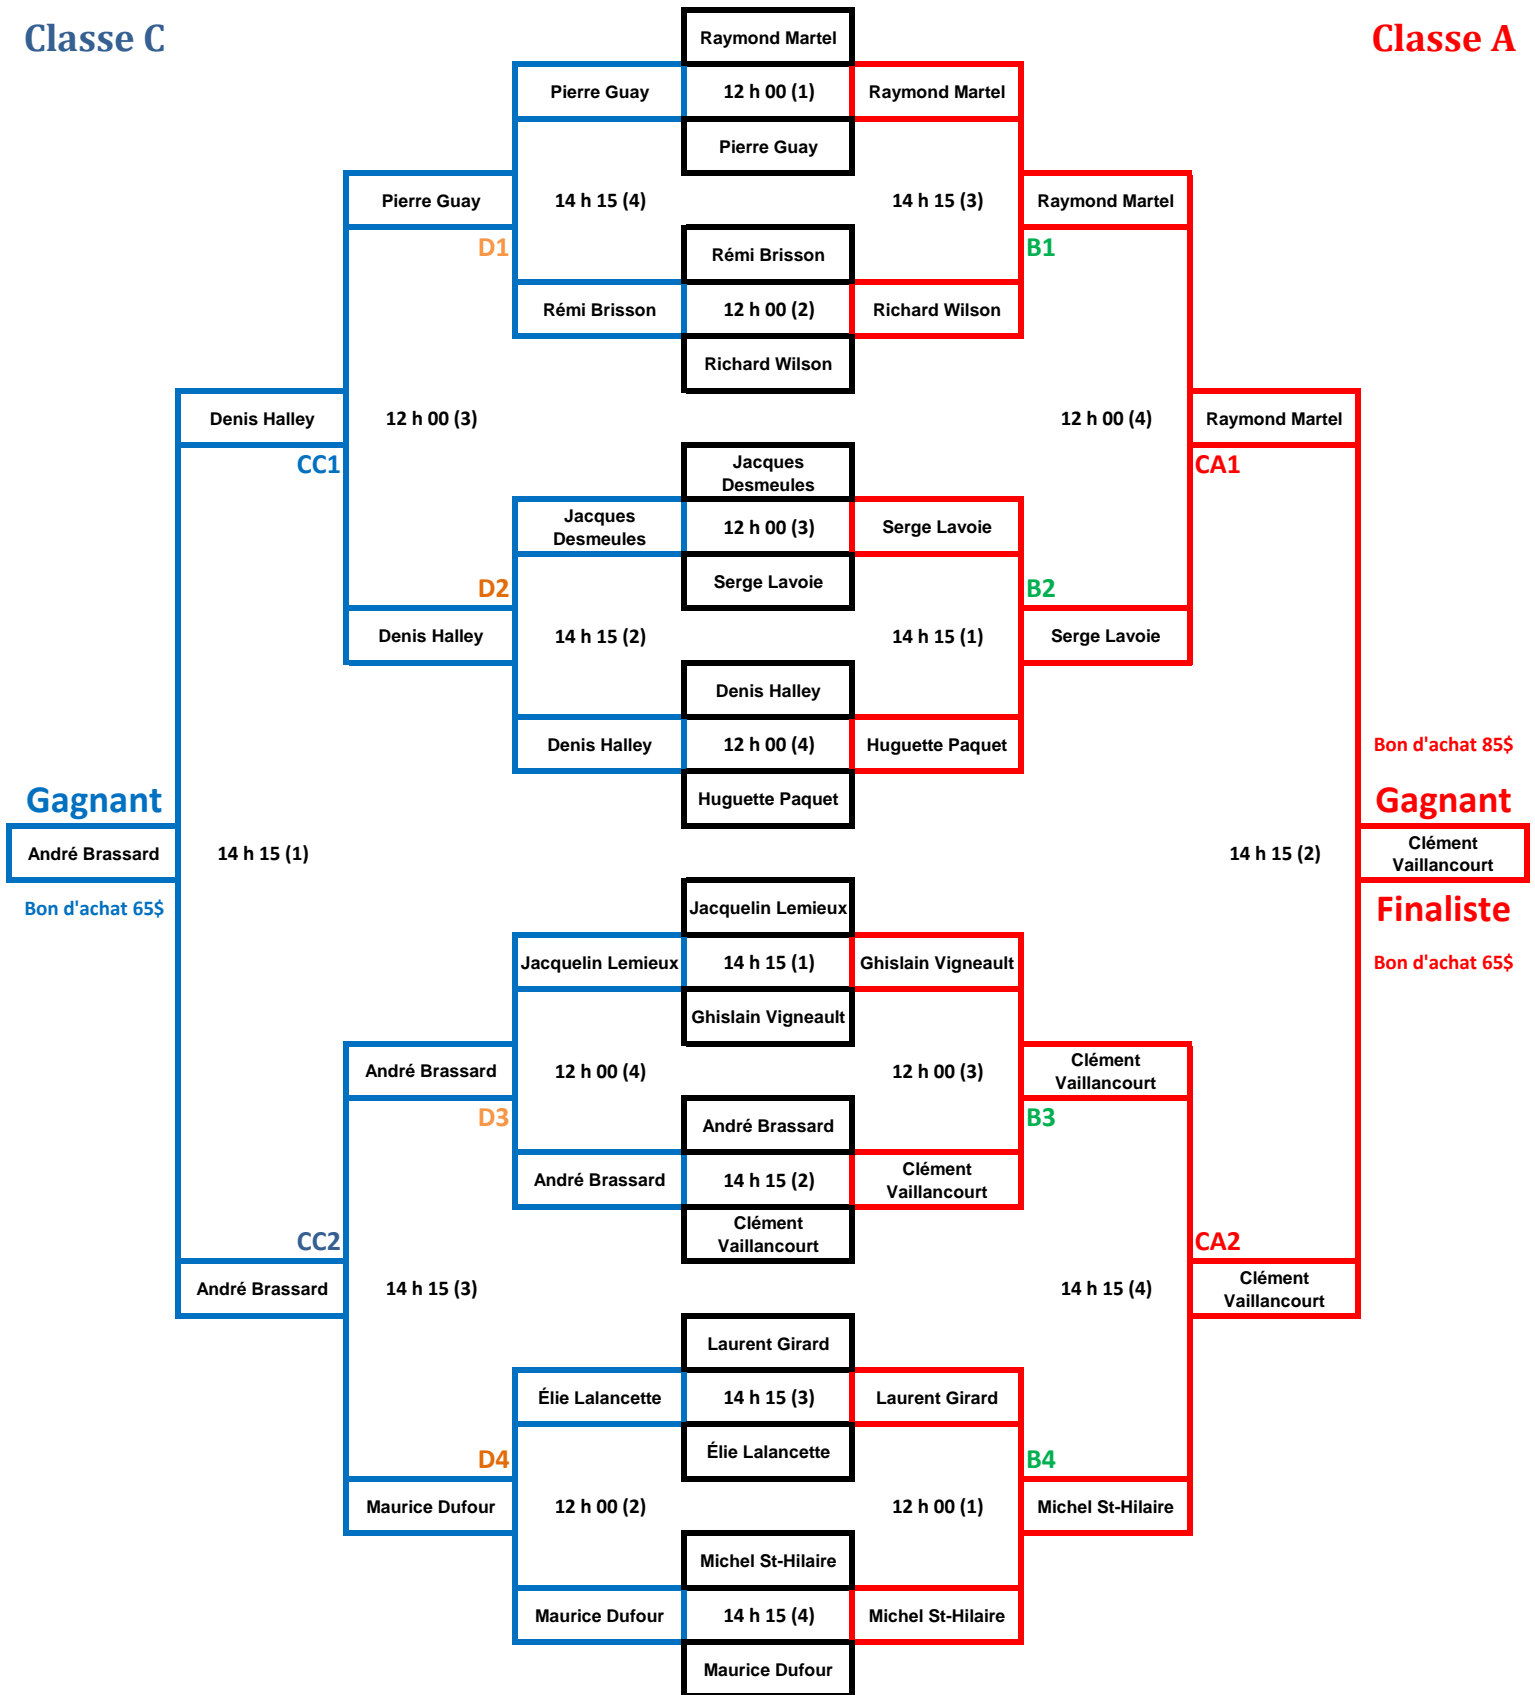 Classe C
Raymond Martel
Classe A
Pierre Guay
12 h 00 (1)
Raymond Martel
Pierre Guay
Pierre Guay
14 h 15 (4)
14 h 15 (3)
Raymond Martel
D1
Rémi Brisson
B1
Rémi Brisson
12 h 00 (2)
Richard Wilson
Richard Wilson
Denis Halley
12 h 00 (3)
12 h 00 (4)
Raymond Martel
CC1
Jacques
Desmeules
CA1
Jacques
Desmeules
12 h 00 (3)
Serge Lavoie
D2
Serge Lavoie
B2
Denis Halley
14 h 15 (2)
14 h 15 (1)
Serge Lavoie
Denis Halley
Denis Halley
12 h 00 (4)
Huguette Paquet
Bon d'achat 85$
Gagnant
Huguette Paquet
Gagnant
André Brassard
14 h 15 (1)
14 h 15 (2)
Clément
Vaillancourt
Bon d'achat 65$
Jacquelin Lemieux
Finaliste
Jacquelin Lemieux
14 h 15 (1)
Ghislain Vigneault
Bon d'achat 65$
Ghislain Vigneault
André Brassard
12 h 00 (4)
12 h 00 (3)
Clément
Vaillancourt
D3
André Brassard
B3
André Brassard
14 h 15 (2)
Clément
Vaillancourt
CC2
Clément
Vaillancourt
CA2
André Brassard
14 h 15 (3)
14 h 15 (4)
Clément
Vaillancourt
Laurent Girard
Élie Lalancette
14 h 15 (3)
Laurent Girard
D4
Élie Lalancette
B4
Maurice Dufour
12 h 00 (2)
12 h 00 (1)
Michel St-Hilaire
Michel St-Hilaire
Maurice Dufour
14 h 15 (4)
Michel St-Hilaire
Maurice Dufour